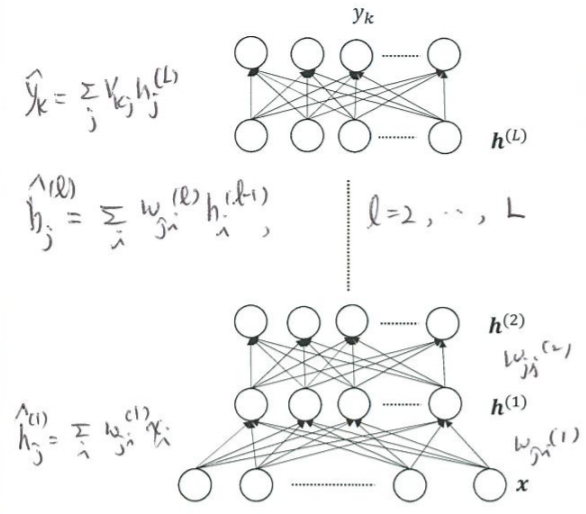 y_k
ŷ_k = Σ_j V_kj h_j^(L)
h^(L)
ĥ_j^(l) = Σ_i w_ji^(l) h_i^(l-1), l=2, ..., L
h^(2)
w_ji^(2)
h^(1)
ĥ_j^(1) = Σ_i w_ji^(1) x_i
w_ji^(1)
x